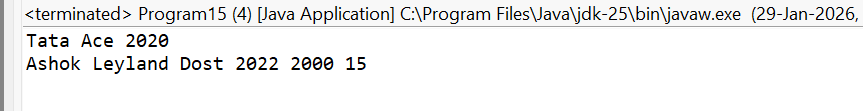 <terminated> Program15 (4) [Java Application] C:\Program Files\Java\jdk-25\bin\javaw.exe (29-Jan-2026,
Tata Ace 2020
Ashok Leyland Dost 2022 2000 15